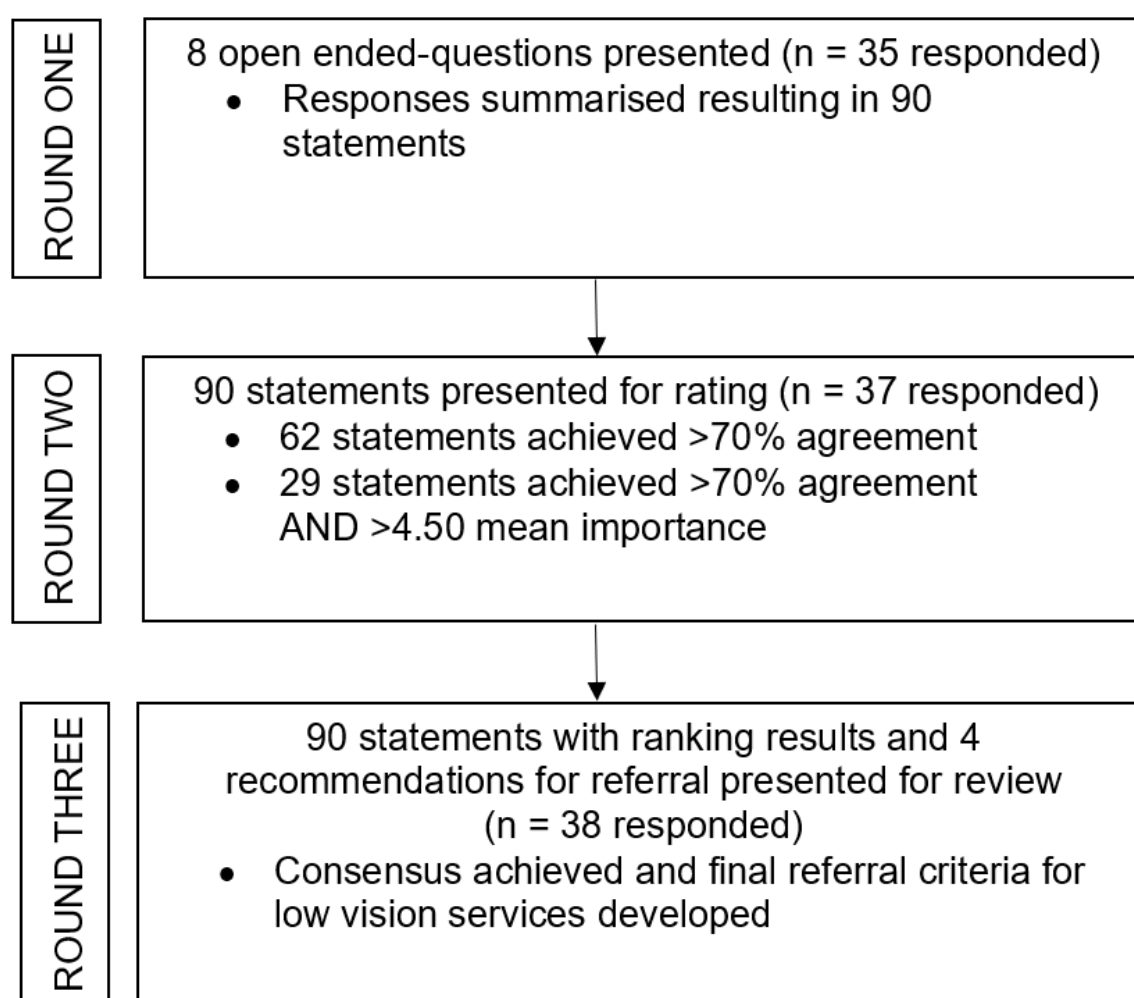 ROUND ONE
8 open ended-questions presented (n = 35 responded)
• Responses summarised resulting in 90
statements
ROUND TWO
90 statements presented for rating (n = 37 responded)
• 62 statements achieved >70% agreement
• 29 statements achieved >70% agreement
AND >4.50 mean importance
ROUND THREE
90 statements with ranking results and 4
recommendations for referral presented for review
(n = 38 responded)
• Consensus achieved and final referral criteria for
low vision services developed